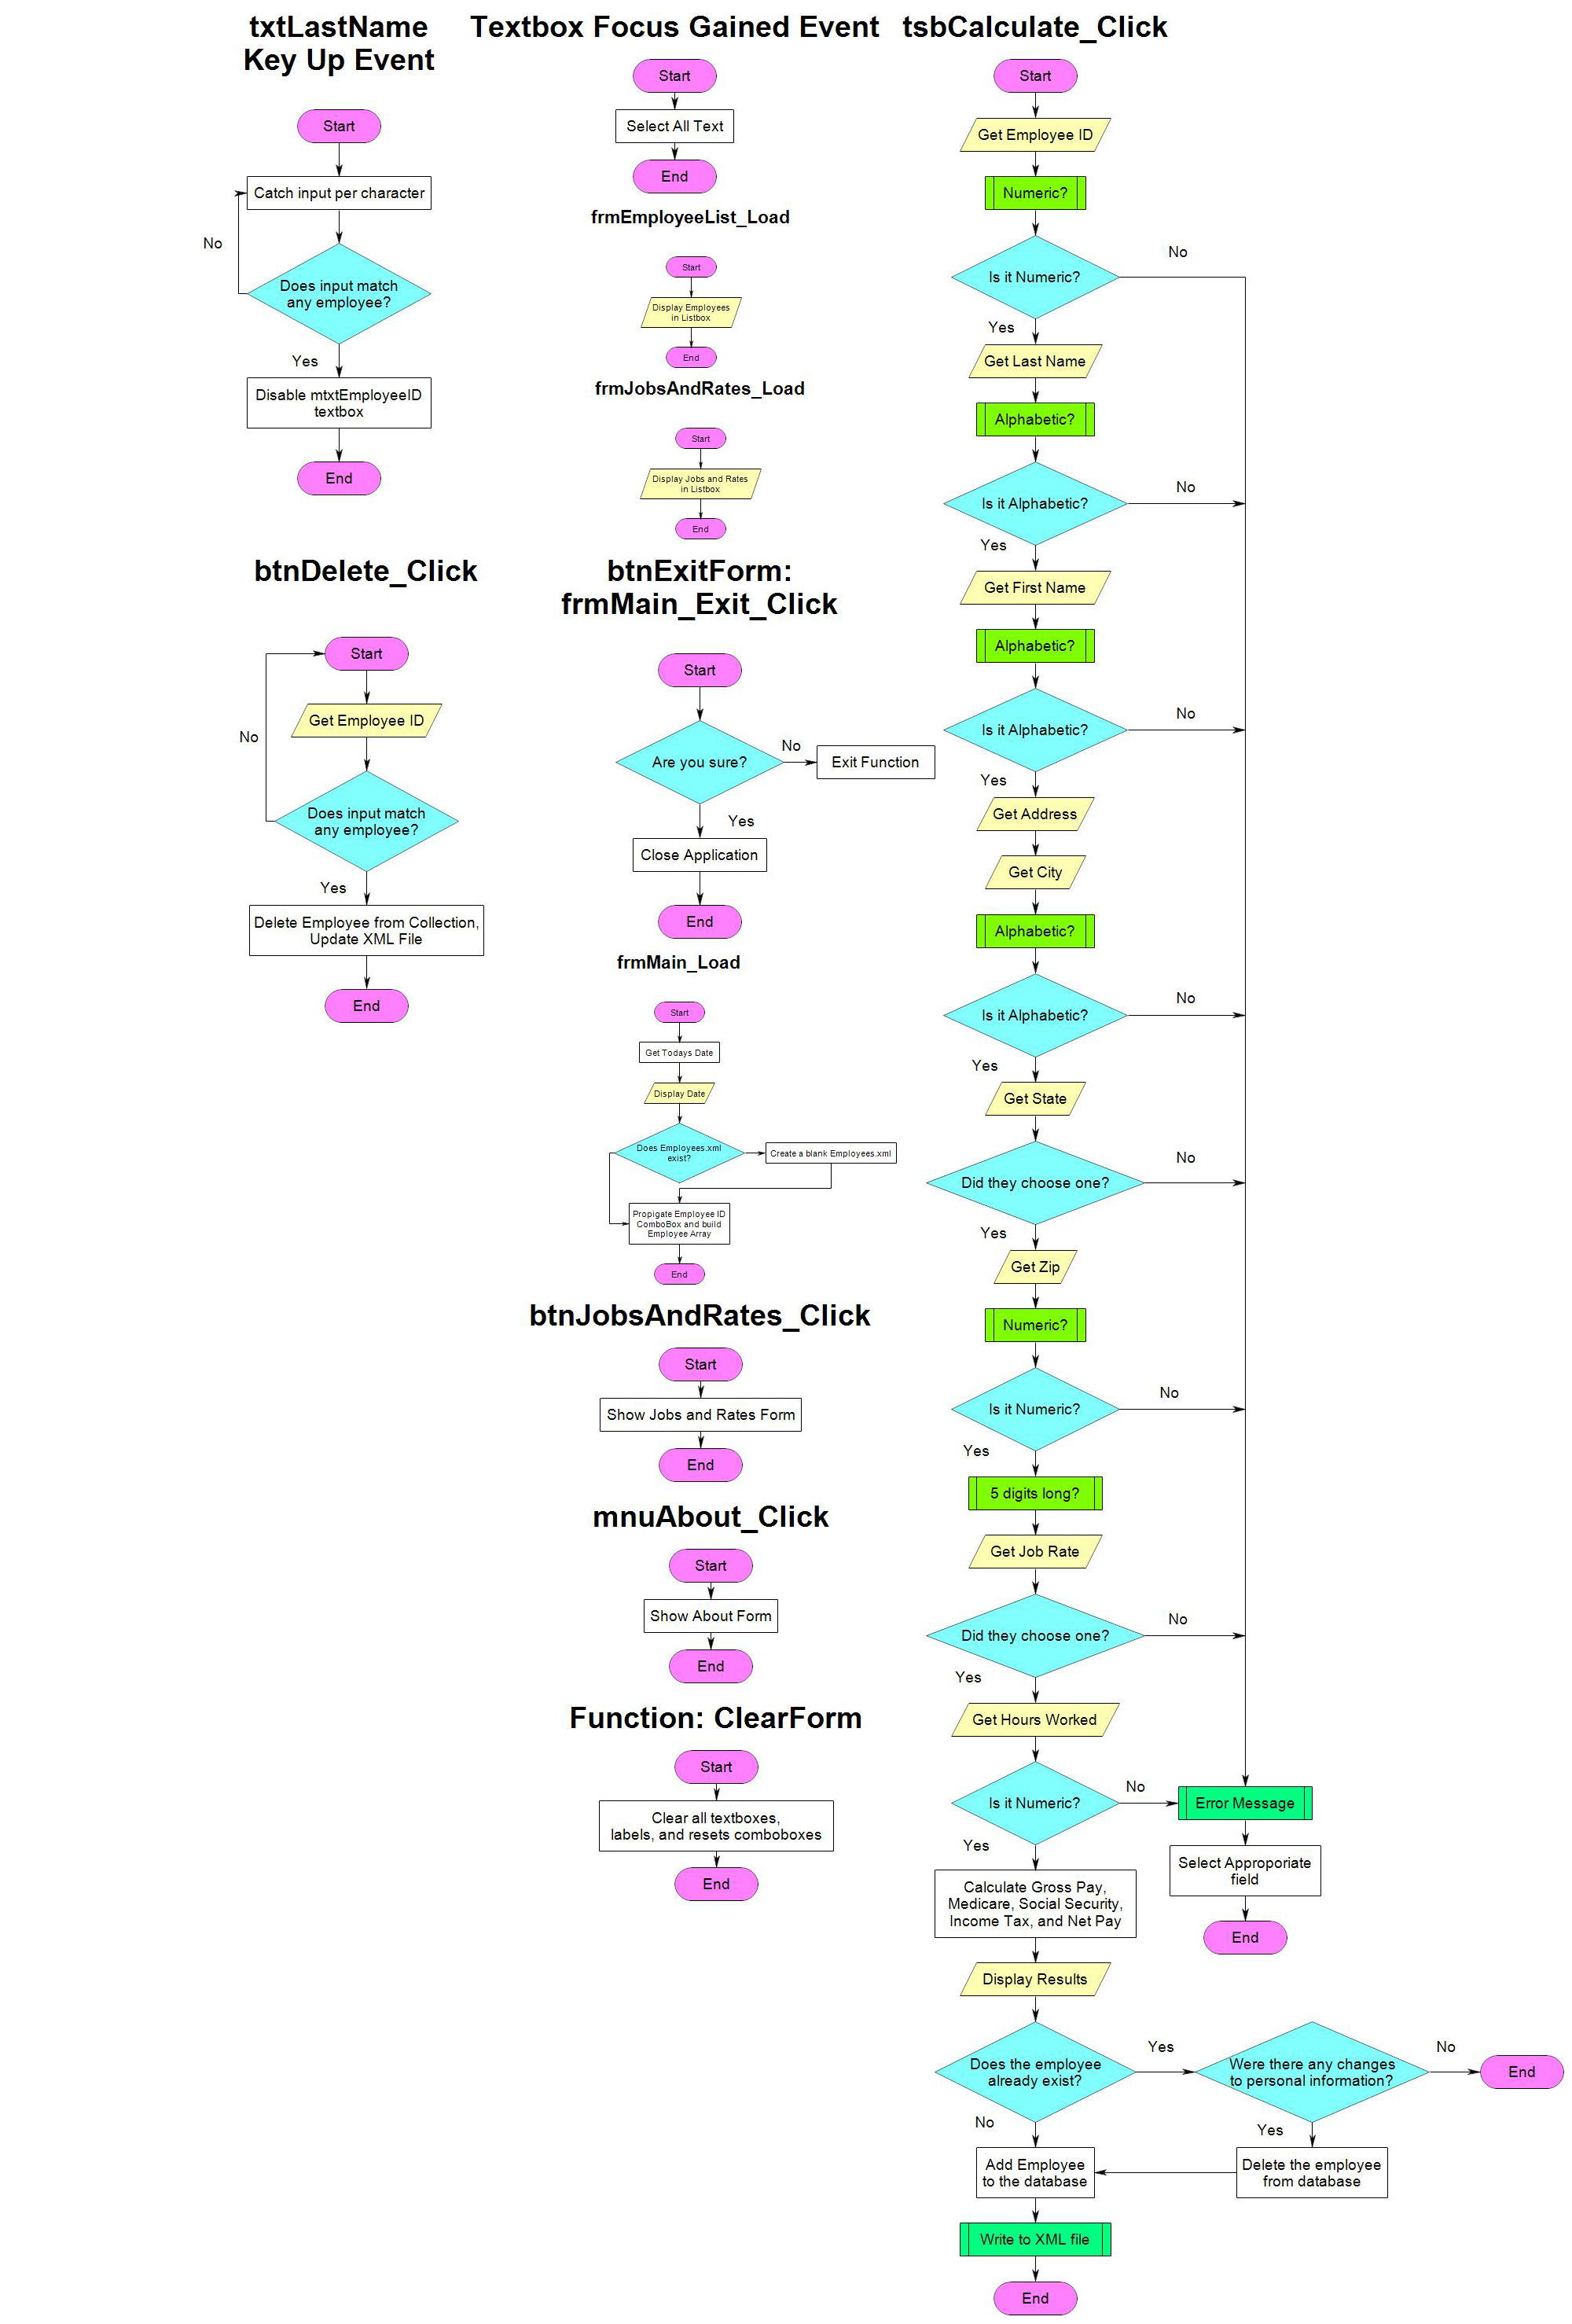 txtLastName
Key Up Event
Start
Catch input per character
No
Does input match
any employee?
Yes
Disable mtxtEmployeeID
textbox
End
btnDelete_Click
Start
Get Employee ID
No
Does input match
any employee?
Yes
Delete Employee from Collection,
Update XML File
End
Textbox Focus Gained Event
Start
Select All Text
End
frmEmployeeList_Load
Start
Display Employees
in Listbox
End
frmJobsAndRates_Load
Start
Display Jobs and Rates
in Listbox
End
btnExitForm:
frmMain_Exit_Click
Start
Are you sure?
No
Exit Function
Yes
Close Application
End
frmMain_Load
Start
Get Todays Date
Display Date
Does Employees.xml
exist?
Create a blank Employees.xml
Propigate Employee ID
ComboBox and build
Employee Array
End
btnJobsAndRates_Click
Start
Show Jobs and Rates Form
End
mnuAbout_Click
Start
Show About Form
End
Function: ClearForm
Start
Clear all textboxes,
labels, and resets comboboxes
End
tsbCalculate_Click
Start
Get Employee ID
Numeric?
Is it Numeric?
No
Yes
Get Last Name
Alphabetic?
Is it Alphabetic?
No
Yes
Get First Name
Alphabetic?
Is it Alphabetic?
No
Yes
Get Address
Get City
Alphabetic?
Is it Alphabetic?
No
Yes
Get State
Did they choose one?
No
Yes
Get Zip
Numeric?
Is it Numeric?
No
Yes
5 digits long?
Get Job Rate
Did they choose one?
No
Yes
Get Hours Worked
Is it Numeric?
No
Error Message
Select Approporiate
field
End
Yes
Calculate Gross Pay,
Medicare, Social Security,
Income Tax, and Net Pay
Display Results
Does the employee
already exist?
Yes
Were there any changes
to personal information?
No
End
No
Yes
Add Employee
to the database
Delete the employee
from database
Write to XML file
End